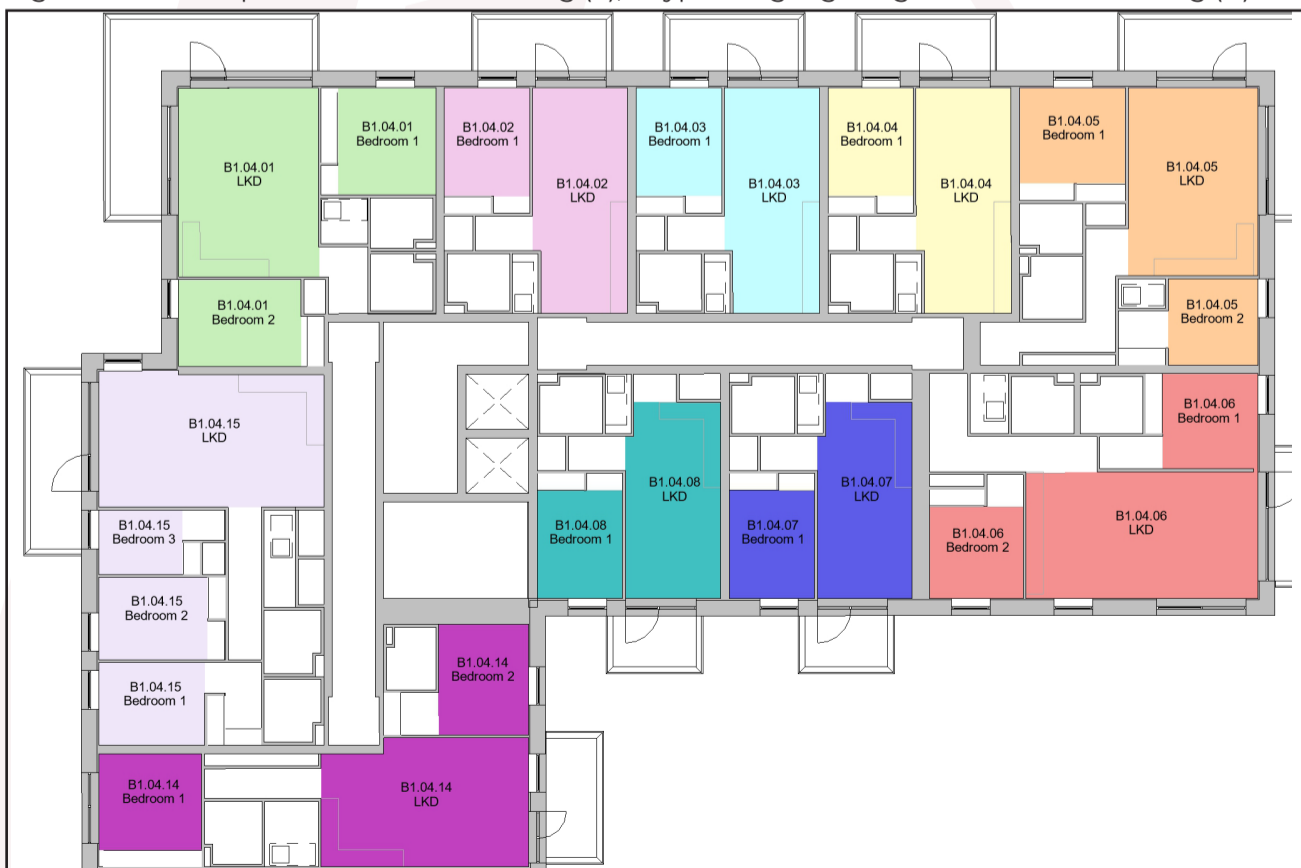 B1.04.01
LKD
B1.04.01
Bedroom 1
B1.04.02
Bedroom 1
B1.04.02
LKD
B1.04.03
Bedroom 1
B1.04.03
LKD
B1.04.04
Bedroom 1
B1.04.04
LKD
B1.04.05
Bedroom 1
B1.04.05
LKD
B1.04.01
Bedroom 2
B1.04.05
Bedroom 2
B1.04.15
LKD
B1.04.06
Bedroom 1
B1.04.08
LKD
B1.04.07
LKD
B1.04.15
Bedroom 3
B1.04.08
Bedroom 1
B1.04.07
Bedroom 1
B1.04.06
Bedroom 2
B1.04.06
LKD
B1.04.15
Bedroom 2
B1.04.15
Bedroom 1
B1.04.14
Bedroom 2
B1.04.14
Bedroom 1
B1.04.14
LKD